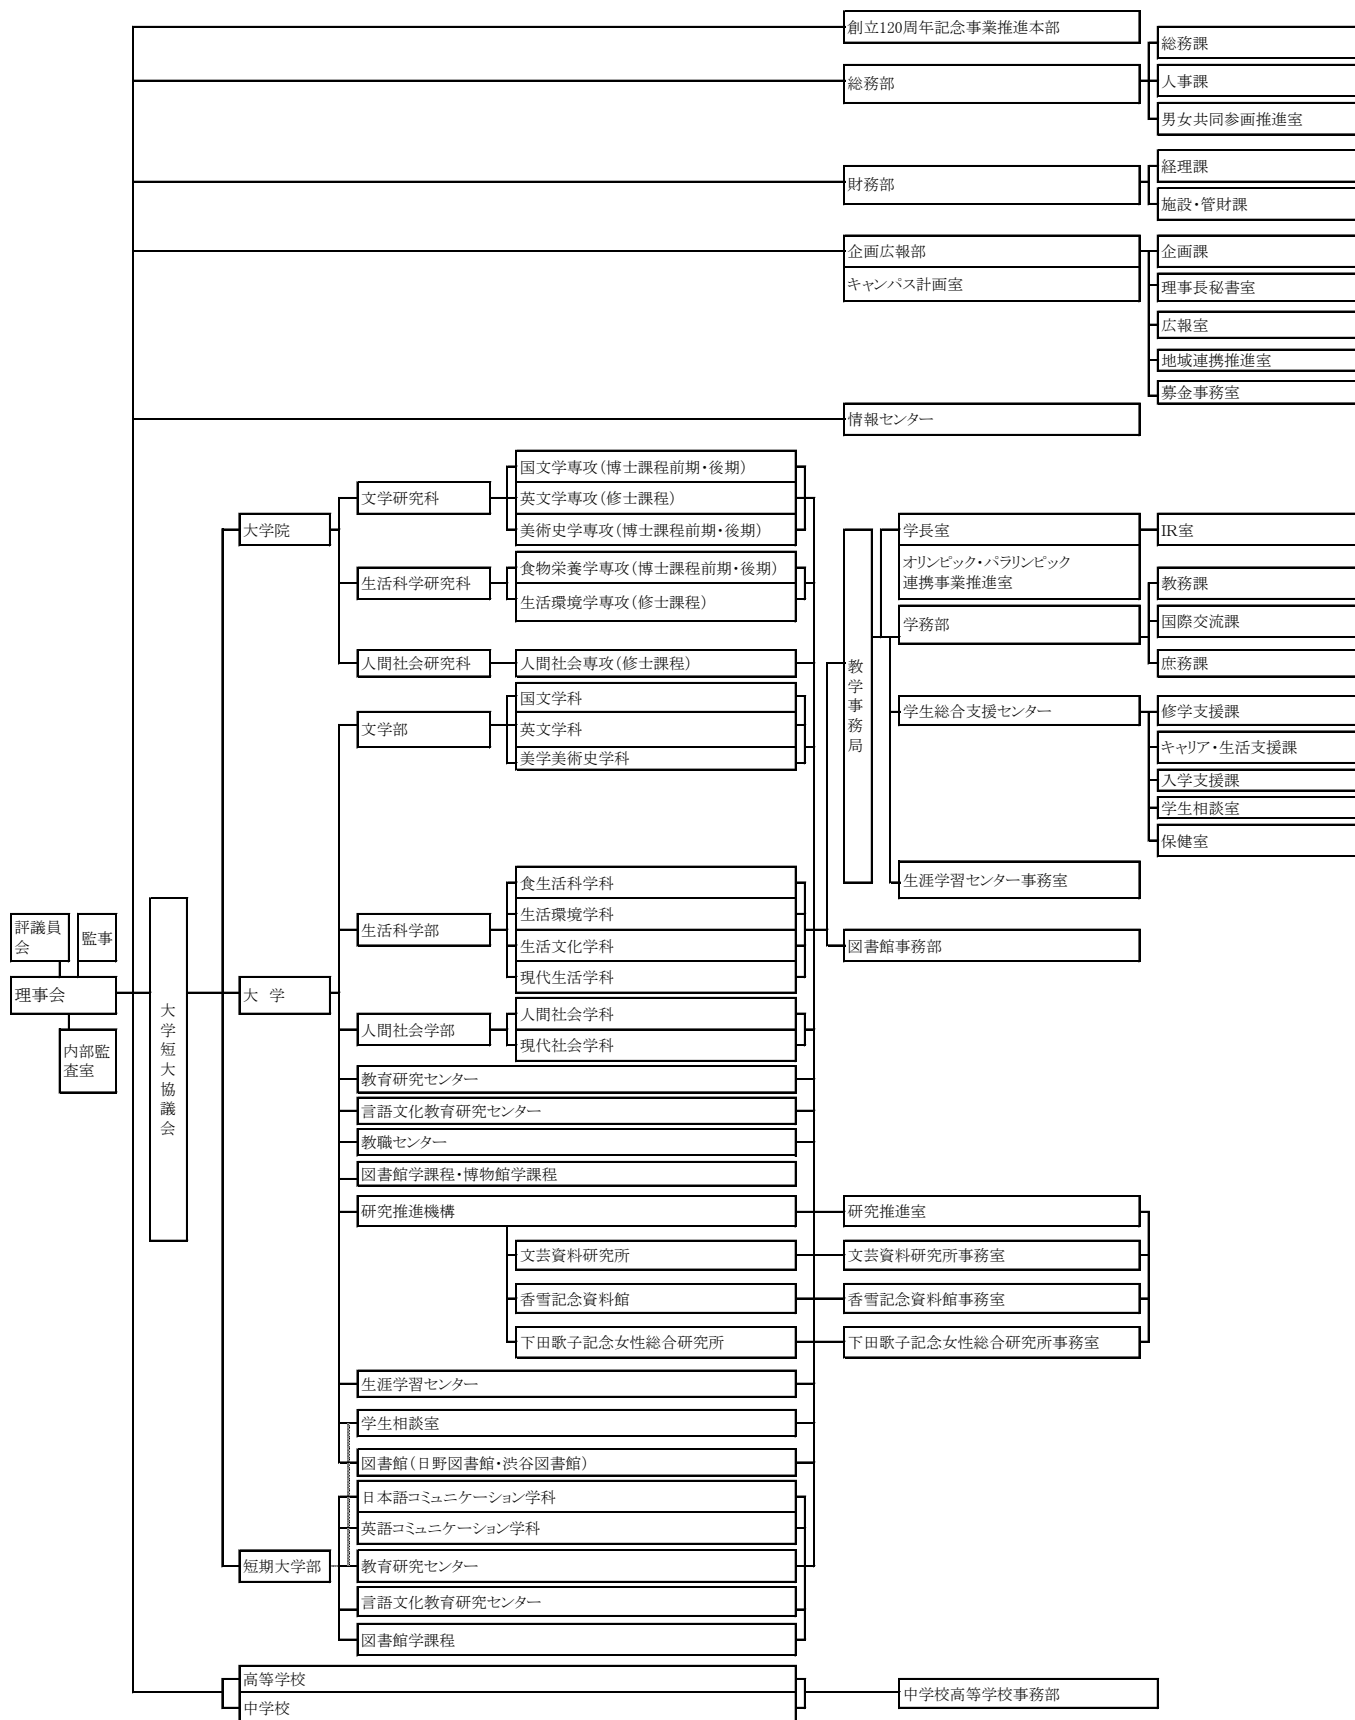 創立120周年記念事業推進本部
総務課
総務部
人事課
男女共同参画推進室
経理課
財務部
施設・管財課
企画広報部
企画課
キャンパス計画室
理事長秘書室
広報室
地域連携推進室
募金事務室
情報センター
国文学専攻(博士課程前期・後期)
文学研究科
英文学専攻(修士課程)
大学院
美術史学専攻(博士課程前期・後期)
学長室
IR室
生活科学研究科
食物栄養学専攻(博士課程前期・後期)
オリンピック・パラリンピック
連携事業推進室
教務課
生活環境学専攻(修士課程)
学務部
国際交流課
人間社会研究科
人間社会専攻(修士課程)
庶務課
教学事務局
国文学科
学生総合支援センター
修学支援課
文学部
英文学科
キャリア・生活支援課
美学美術史学科
入学支援課
学生相談室
保健室
食生活科学科
生涯学習センター事務室
生活環境学科
生活科学部
評議員
会
監事
生活文化学科
図書館事務部
現代生活学科
理事会
大学短大協議会
大 学
人間社会学科
人間社会学部
内部監
査室
現代社会学科
教育研究センター
言語文化教育研究センター
教職センター
図書館学課程・博物館学課程
研究推進機構
研究推進室
文芸資料研究所
文芸資料研究所事務室
香雪記念資料館
香雪記念資料館事務室
下田歌子記念女性総合研究所
下田歌子記念女性総合研究所事務室
生涯学習センター
学生相談室
図書館(日野図書館・渋谷図書館)
日本語コミュニケーション学科
英語コミュニケーション学科
短期大学部
教育研究センター
言語文化教育研究センター
図書館学課程
高等学校
中学校
中学校高等学校事務部